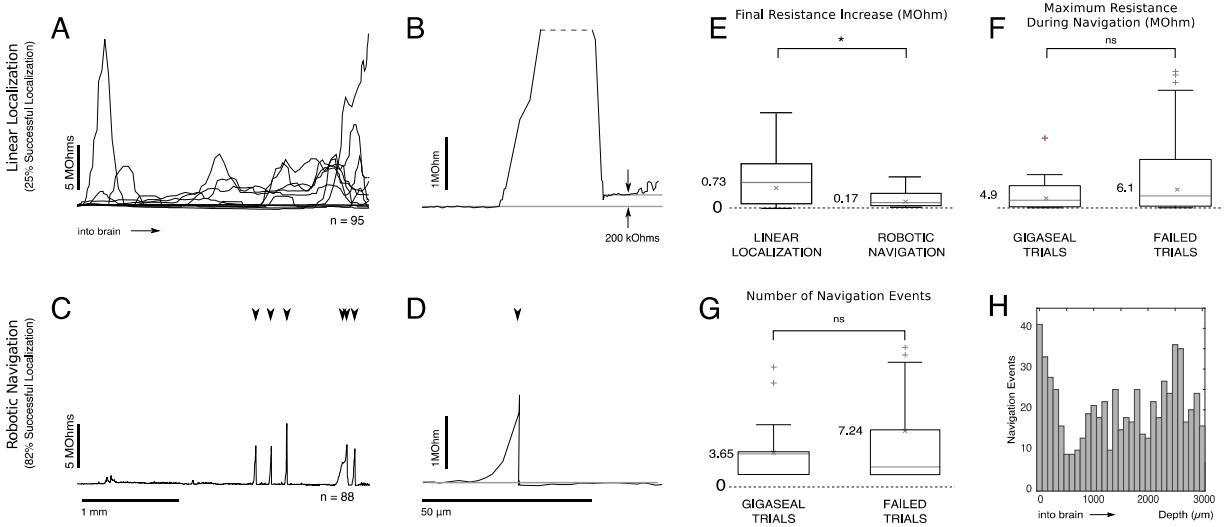 A
B
E
Final Resistance Increase (MOhm)
*
F
Maximum Resistance
During Navigation (MOhm)
ns
Linear Localization
(25% Successful Localization)
5 MOhms
n = 95
into brain
1MOhm
200 kOhms
0.73
0.17
0
LINEAR
LOCALIZATION
ROBOTIC
NAVIGATION
4.9
6.1
GIGASEAL
TRIALS
FAILED
TRIALS
C
D
G
Number of Navigation Events
ns
H
Robotic Navigation
(82% Successful Localization)
5 MOhms
n = 88
1 mm
1MOhm
50 µm
3.65
7.24
0
GIGASEAL
TRIALS
FAILED
TRIALS
Navigation Events
40
30
20
10
0
0 1000 2000 3000
into brain Depth (µm)